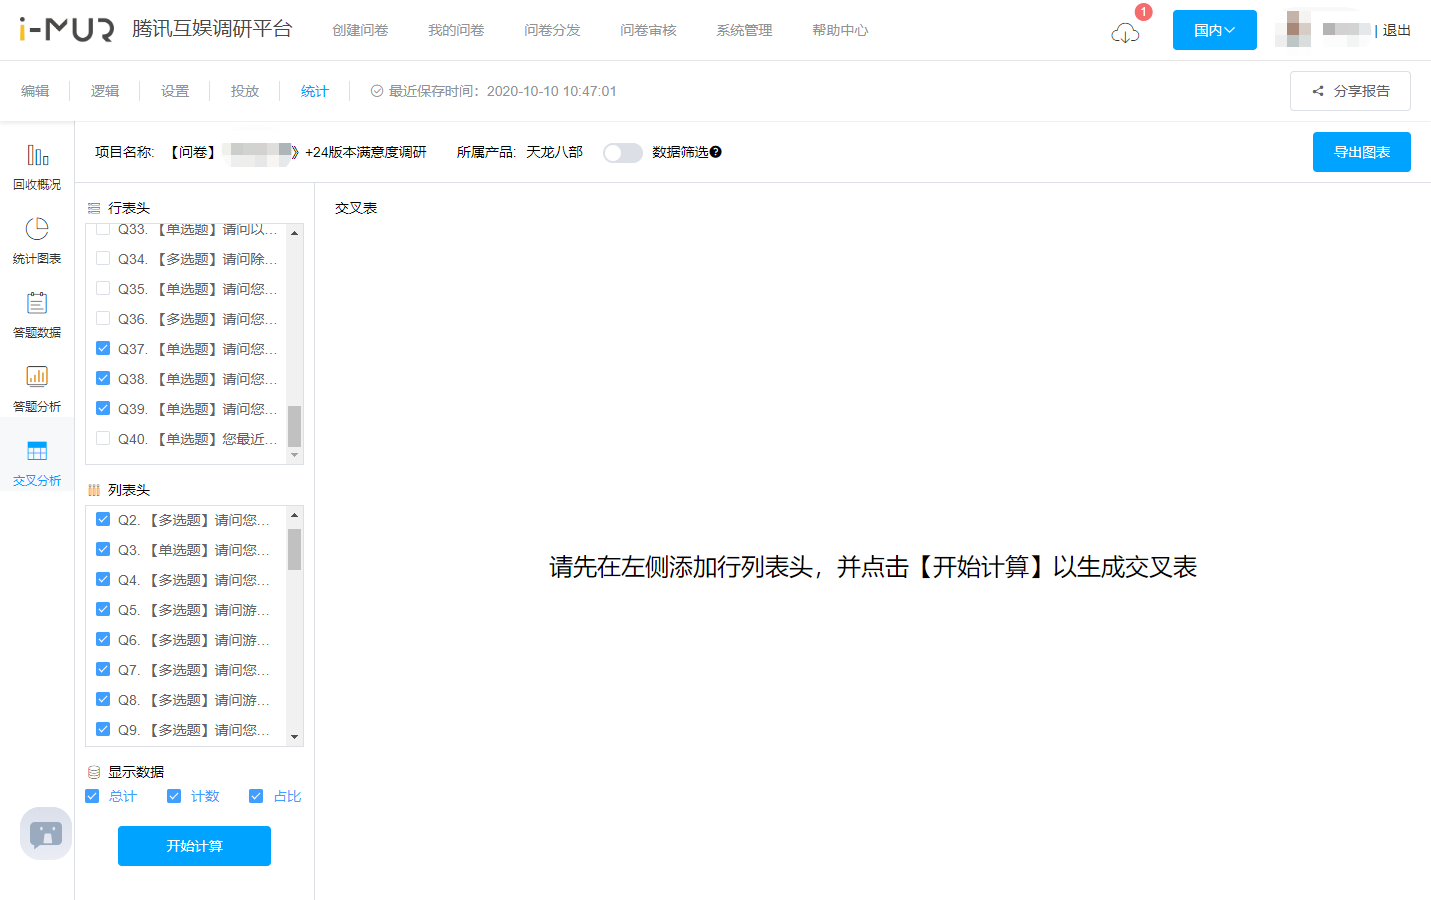 i-MUR 腾讯互娱调研平台 创建问卷 我的问卷 问卷分发 问卷审核 系统管理 帮助中心 1 国内 | 退出
编辑 逻辑 设置 投放 统计 最近保存时间：2020-10-10 10:47:01 分享报告
项目名称: 【问卷】 》+24版本满意度调研 所属产品: 天龙八部 数据筛选? 导出图表
回收概况
统计图表
答题数据
答题分析
交叉分析
行表头
Q33. 【单选题】请问以...
Q34. 【多选题】请问除...
Q35. 【单选题】请问您...
Q36. 【多选题】请问您...
Q37. 【单选题】请问您...
Q38. 【单选题】请问您...
Q39. 【单选题】请问您...
Q40. 【单选题】您最近...
列表头
Q2. 【多选题】请问您...
Q3. 【单选题】请问您...
Q4. 【多选题】请问您...
Q5. 【多选题】请问游...
Q6. 【多选题】请问游...
Q7. 【多选题】请问您...
Q8. 【多选题】请问游...
Q9. 【多选题】请问您...
显示数据
总计 计数 占比
开始计算
交叉表
请先在左侧添加行列表头，并点击【开始计算】以生成交叉表